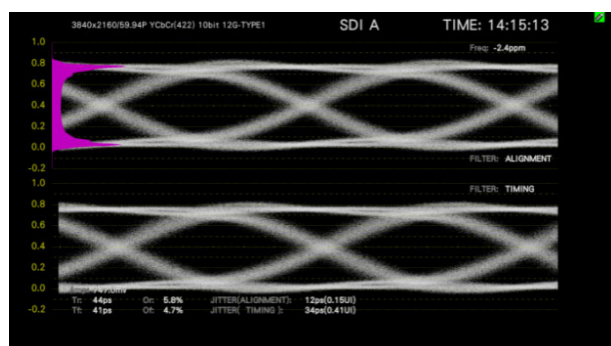 3840x2160/59.94P YCbCr(422) 10bit 12G-TYPE1 SDI A TIME: 14:15:13
Freq: -2.4ppm
1.0
0.8
0.6
0.4
0.2
0.0
-0.2
FILTER: ALIGNMENT
1.0
FILTER: TIMING
0.8
0.6
0.4
0.2
0.0
-0.2
Tr: 44ps Or: 5.8% JITTER(ALIGNMENT): 12ps(0.15UI)
Tf: 41ps Of: 4.7% JITTER( TIMING ): 34ps(0.41UI)